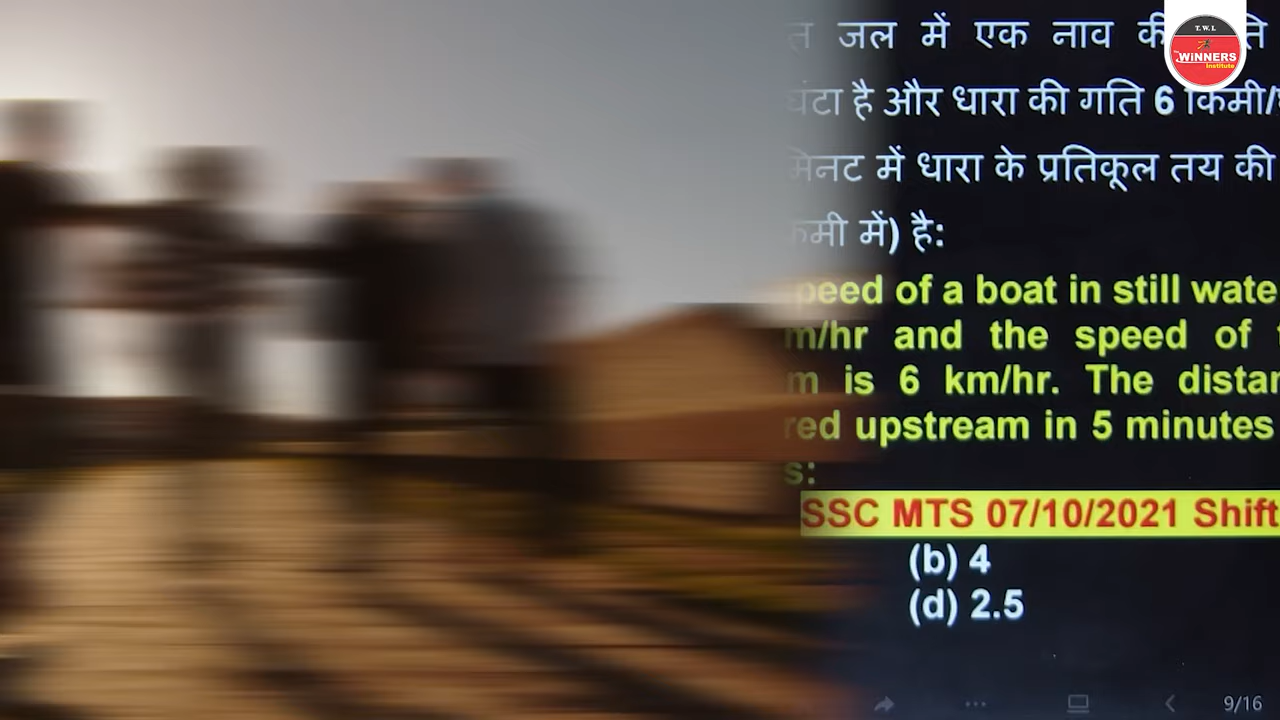 जल में एक नाव
है और धारा की गति 6 किमी/
में धारा के प्रतिकूल तय की
में) है:
peed of a boat in still wate
m/hr and the speed of
m is 6 km/hr. The distan
red upstream in 5 minutes
s:
SSC MTS 07/10/2021 Shift
(b) 4
(d) 2.5
9/16
T.W.I.
WINNERS
Institute